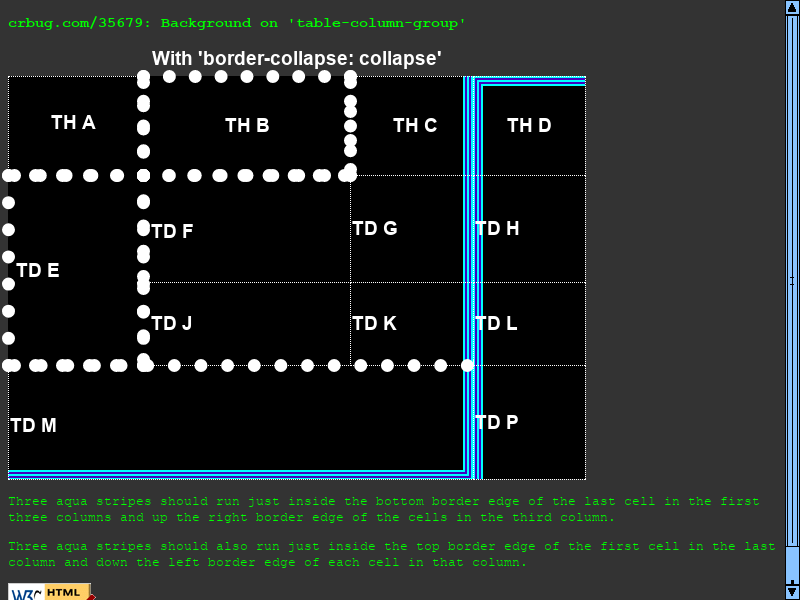 crbug.com/35679: Background on 'table-column-group'
With 'border-collapse: collapse'
TH A
TH B
TH C
TH D
TD E
TD F
TD G
TD H
TD J
TD K
TD L
TD M
TD P
Three aqua stripes should run just inside the bottom border edge of the last cell in the first
three columns and up the right border edge of the cells in the third column.
Three aqua stripes should also run just inside the top border edge of the first cell in the last
column and down the left border edge of each cell in that column.
W3C HTML